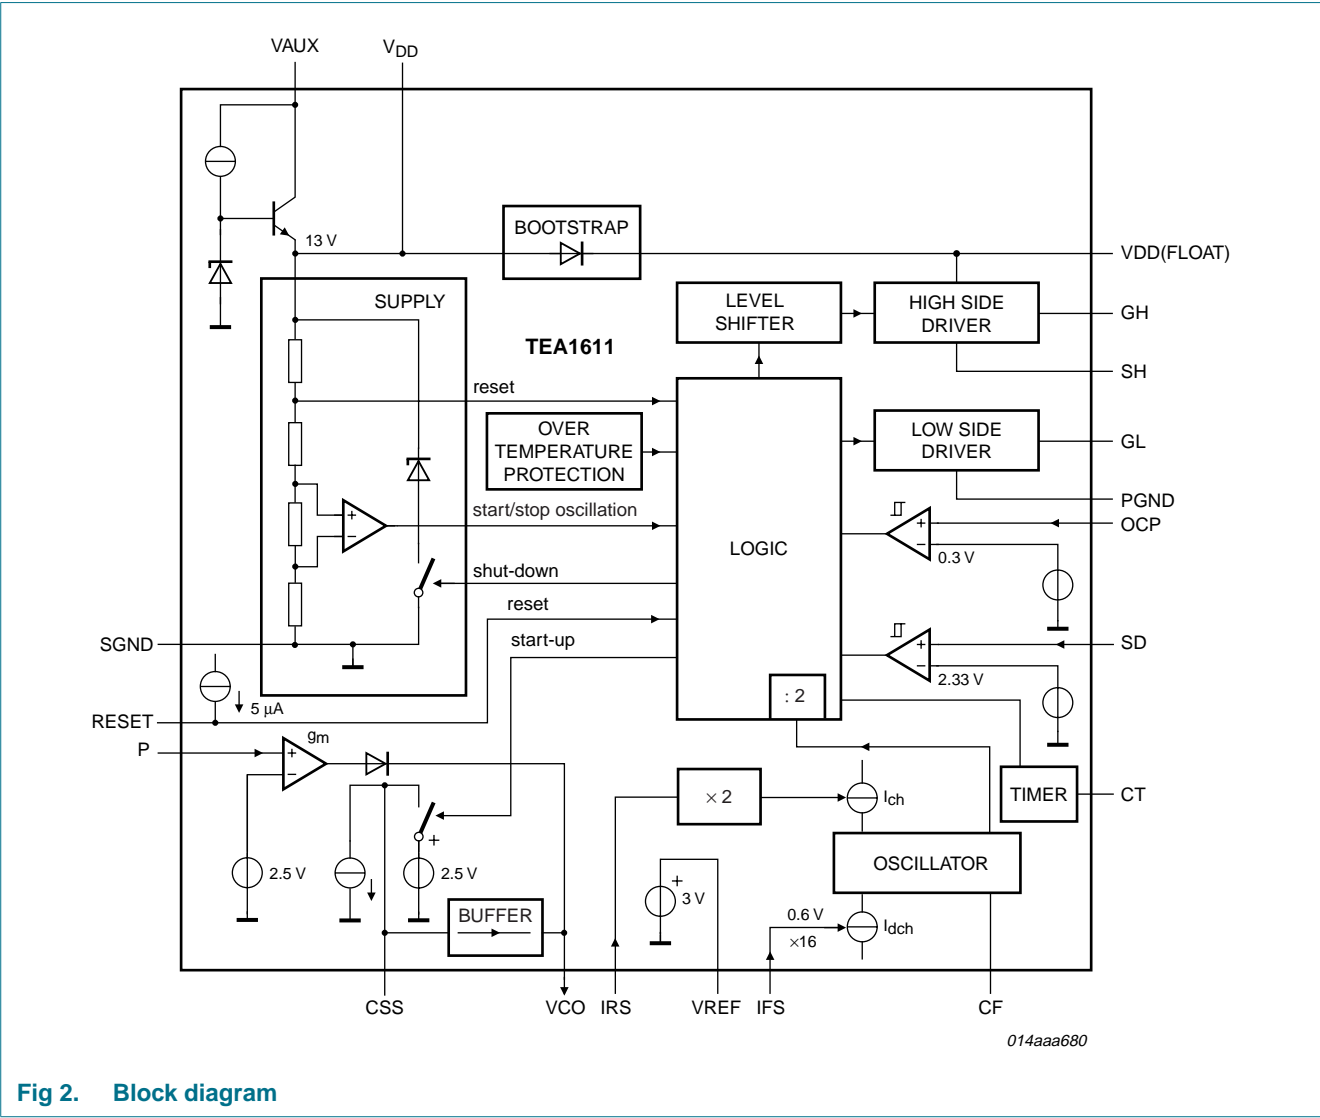 VAUX
VDD
13 V
BOOTSTRAP
VDD(FLOAT)
SUPPLY
LEVEL
SHIFTER
HIGH SIDE
DRIVER
GH
TEA1611
SH
reset
OVER
TEMPERATURE
PROTECTION
LOW SIDE
DRIVER
GL
PGND
+
−
start/stop oscillation
LOGIC
+
−
0.3 V
OCP
shut-down
reset
SGND
start-up
+
−
2.33 V
SD
5 μA
: 2
RESET
P
+
−
gm
× 2
Ich
TIMER
CT
+
2.5 V
2.5 V
OSCILLATOR
+
3 V
BUFFER
0.6 V
×16
Idch
CSS
VCO
IRS
VREF
IFS
CF
014aaa680
Fig 2. Block diagram